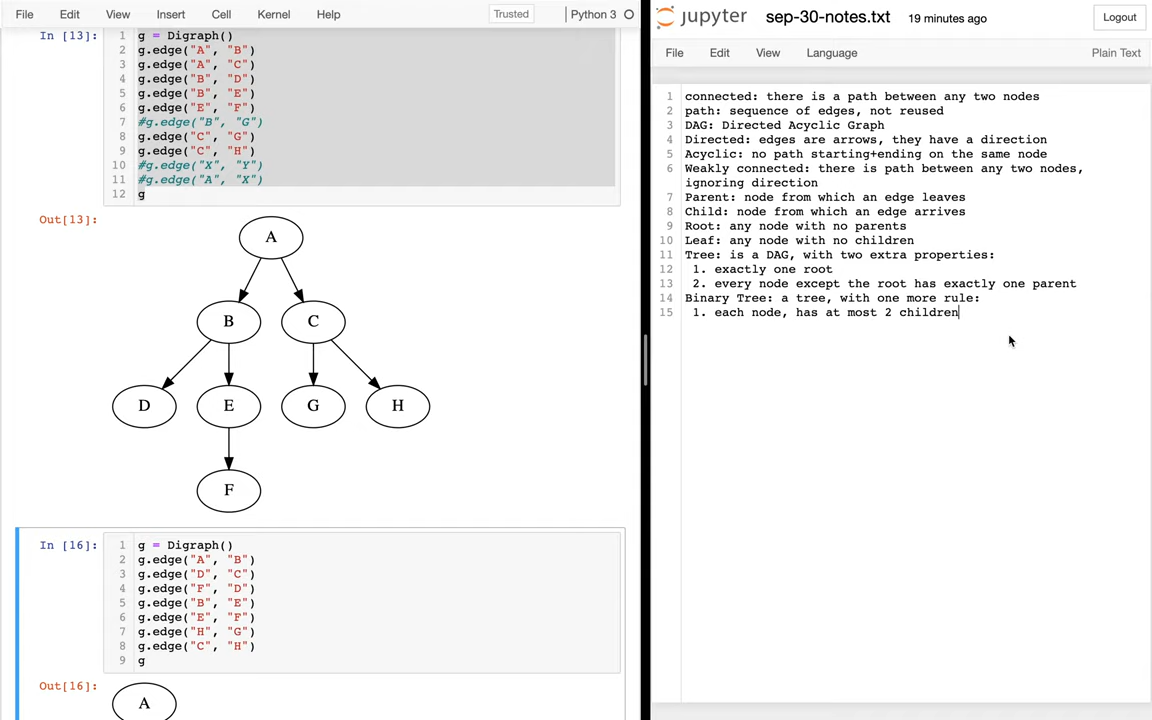 File Edit View Insert Cell Kernel Help Trusted Python 3
In [13]:
1 g = Digraph()
2 g.edge("A", "B")
3 g.edge("A", "C")
4 g.edge("B", "D")
5 g.edge("B", "E")
6 g.edge("E", "F")
7 #g.edge("B", "G")
8 g.edge("C", "G")
9 g.edge("C", "H")
10 #g.edge("X", "Y")
11 #g.edge("A", "X")
12 g
Out[13]:
A
B C
D E G H
F
In [16]:
1 g = Digraph()
2 g.edge("A", "B")
3 g.edge("D", "C")
4 g.edge("F", "D")
5 g.edge("B", "E")
6 g.edge("E", "F")
7 g.edge("H", "G")
8 g.edge("C", "H")
9 g
Out[16]:
A
jupyter sep-30-notes.txt 19 minutes ago Logout
File Edit View Language Plain Text
1 connected: there is a path between any two nodes
2 path: sequence of edges, not reused
3 DAG: Directed Acyclic Graph
4 Directed: edges are arrows, they have a direction
5 Acyclic: no path starting+ending on the same node
6 Weakly connected: there is path between any two nodes,
ignoring direction
7 Parent: node from which an edge leaves
8 Child: node from which an edge arrives
9 Root: any node with no parents
10 Leaf: any node with no children
11 Tree: is a DAG, with two extra properties:
12 1. exactly one root
13 2. every node except the root has exactly one parent
14 Binary Tree: a tree, with one more rule:
15 1. each node, has at most 2 children